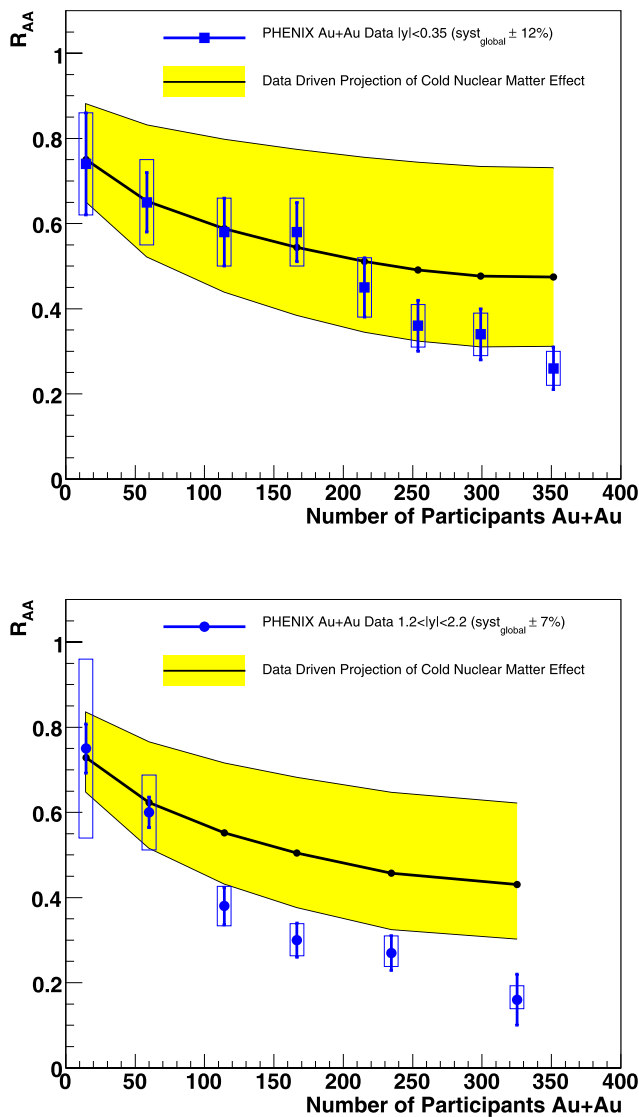 R_AA
PHENIX Au+Au Data |y|<0.35 (syst_global ± 12%)
Data Driven Projection of Cold Nuclear Matter Effect
1
0.8
0.6
0.4
0.2
0
0 50 100 150 200 250 300 350 400
Number of Participants Au+Au
R_AA
PHENIX Au+Au Data 1.2<|y|<2.2 (syst_global ± 7%)
Data Driven Projection of Cold Nuclear Matter Effect
1
0.8
0.6
0.4
0.2
0
0 50 100 150 200 250 300 350 400
Number of Participants Au+Au